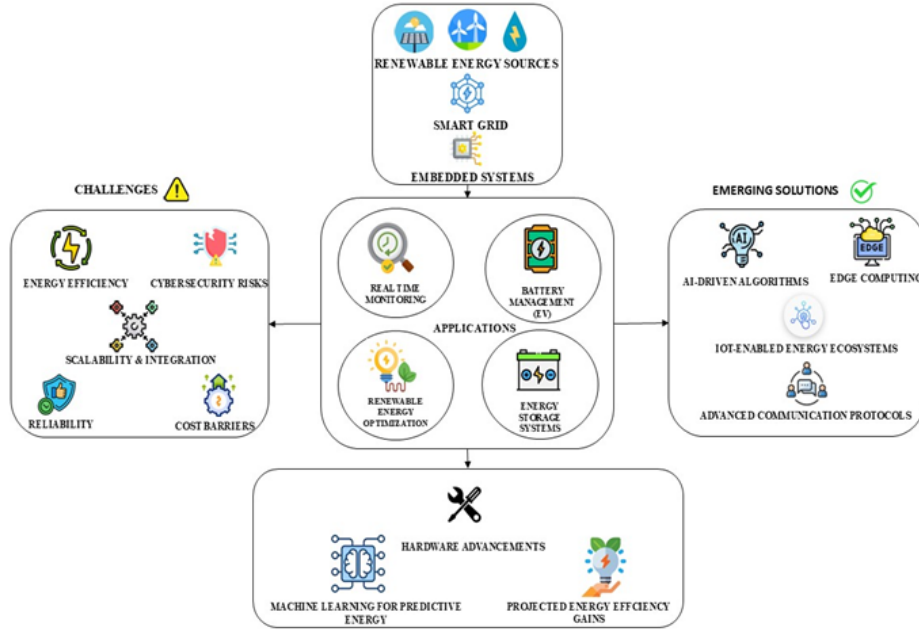 RENEWABLE ENERGY SOURCES
SMART GRID
EMBEDDED SYSTEMS
CHALLENGES
ENERGY EFFICIENCY
CYBERSECURITY RISKS
SCALABILITY & INTEGRATION
RELIABILITY
COST BARRIERS
REAL TIME
MONITORING
BATTERY
MANAGEMENT
(EV)
APPLICATIONS
RENEWABLE
ENERGY
OPTIMIZATION
ENERGY
STORAGE
SYSTEMS
EMERGING SOLUTIONS
AI
AI-DRIVEN ALGORITHMS
EDGE
EDGE COMPUTING
IOT-ENABLED ENERGY ECOSYSTEMS
ADVANCED COMMUNICATION PROTOCOLS
HARDWARE ADVANCEMENTS
MACHINE LEARNING FOR PREDICTIVE
ENERGY
PROJECTED ENERGY EFFCIENCY
GAINS